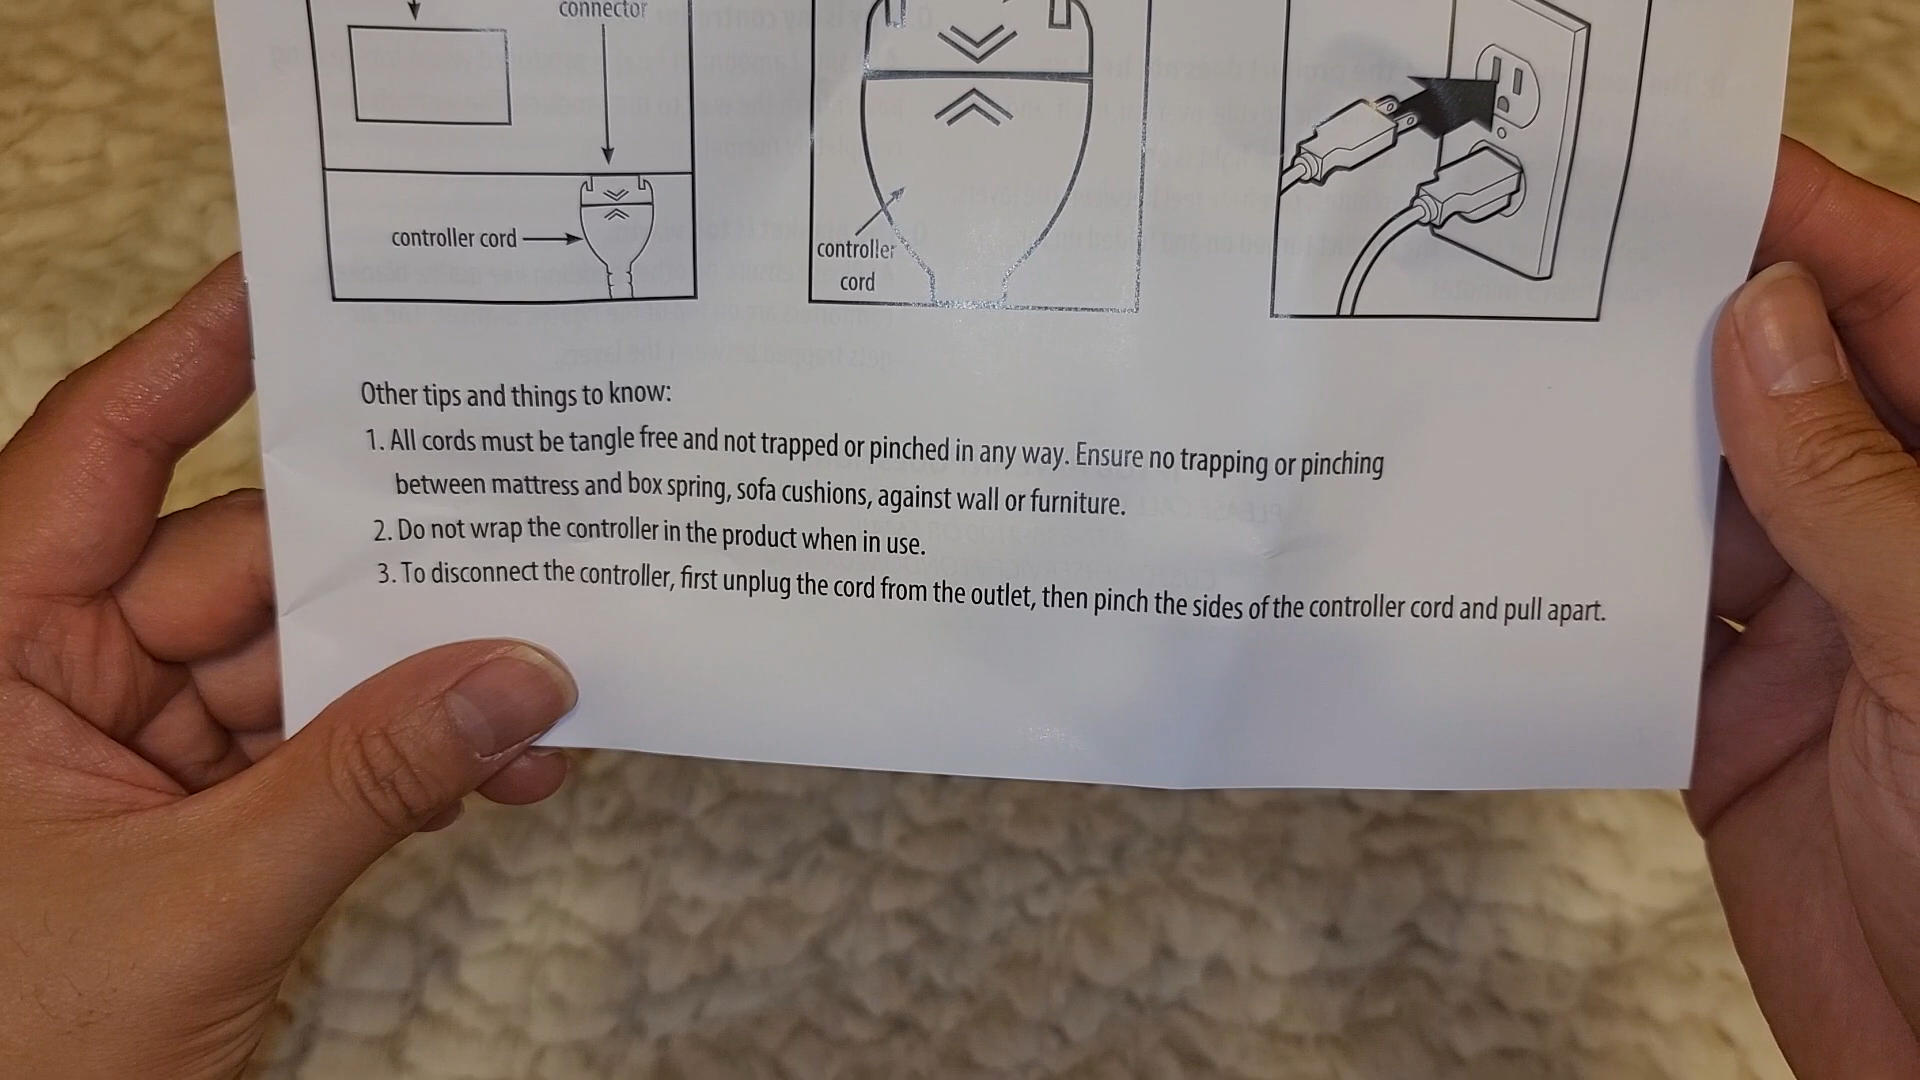 connector
controller cord
controller
cord
Other tips and things to know:
1. All cords must be tangle free and not trapped or pinched in any way. Ensure no trapping or pinching
between mattress and box spring, sofa cushions, against wall or furniture.
2. Do not wrap the controller in the product when in use.
3. To disconnect the controller, first unplug the cord from the outlet, then pinch the sides of the controller cord and pull apart.